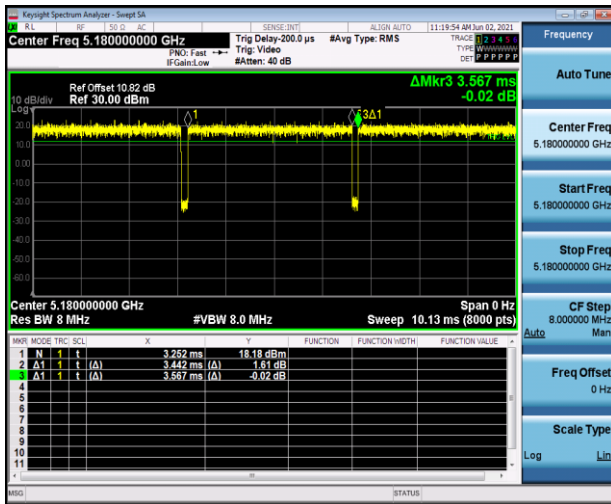 Keysight Spectrum Analyzer - Swept SA
RL RF 50 Ω AC SENSE:INT ALIGN AUTO 11:19:54 AM Jun 02, 2021
Center Freq 5.180000000 GHz
PNO: Fast
IFGain:Low
Trig Delay-200.0 µs
Trig: Video
#Atten: 40 dB
#Avg Type: RMS
TRACE 1 2 3 4 5 6
TYPE WWWWWW
DET P P P P P P
Ref Offset 10.82 dB
10 dB/div Ref 30.00 dBm
Log
ΔMkr3 3.567 ms
-0.02 dB
1
3Δ1
20.0
10.0
0.00
-10.0
-20.0
-30.0
-40.0
-50.0
-60.0
Center 5.180000000 GHz Span 0 Hz
Res BW 8 MHz #VBW 8.0 MHz Sweep 10.13 ms (8000 pts)
MKR MODE TRC SCL X Y FUNCTION FUNCTION WIDTH FUNCTION VALUE
1 N 1 t 3.252 ms 18.18 dBm
2 Δ1 1 t (Δ) 3.442 ms (Δ) 1.61 dB
3 Δ1 1 t (Δ) 3.567 ms (Δ) -0.02 dB
4
5
6
7
8
9
10
11
MSG STATUS
Frequency
Auto Tune
Center Freq
5.180000000 GHz
Start Freq
5.180000000 GHz
Stop Freq
5.180000000 GHz
CF Step
8.000000 MHz
Auto Man
Freq Offset
0 Hz
Scale Type
Log Lin